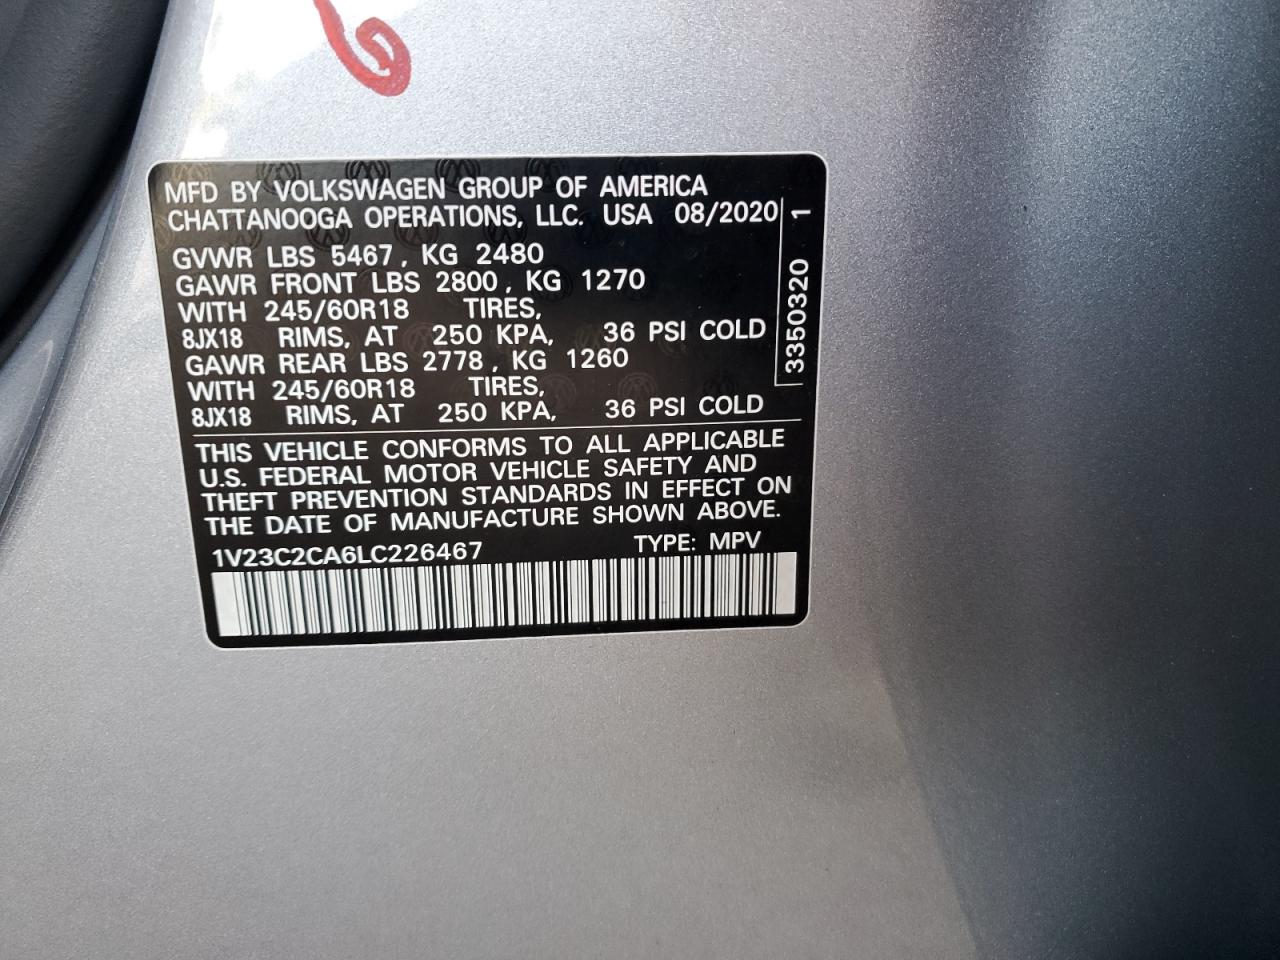 6
MFD BY VOLKSWAGEN GROUP OF AMERICA
CHATTANOOGA OPERATIONS, LLC. USA 08/2020
GVWR LBS 5467, KG 2480
GAWR FRONT LBS 2800, KG 1270
WITH 245/60R18 TIRES,
8JX18 RIMS, AT 250 KPA, 36 PSI COLD
GAWR REAR LBS 2778, KG 1260
WITH 245/60R18 TIRES,
8JX18 RIMS, AT 250 KPA, 36 PSI COLD
3350320 1
THIS VEHICLE CONFORMS TO ALL APPLICABLE
U.S. FEDERAL MOTOR VEHICLE SAFETY AND
THEFT PREVENTION STANDARDS IN EFFECT ON
THE DATE OF MANUFACTURE SHOWN ABOVE.
1V23C2CA6LC226467 TYPE: MPV